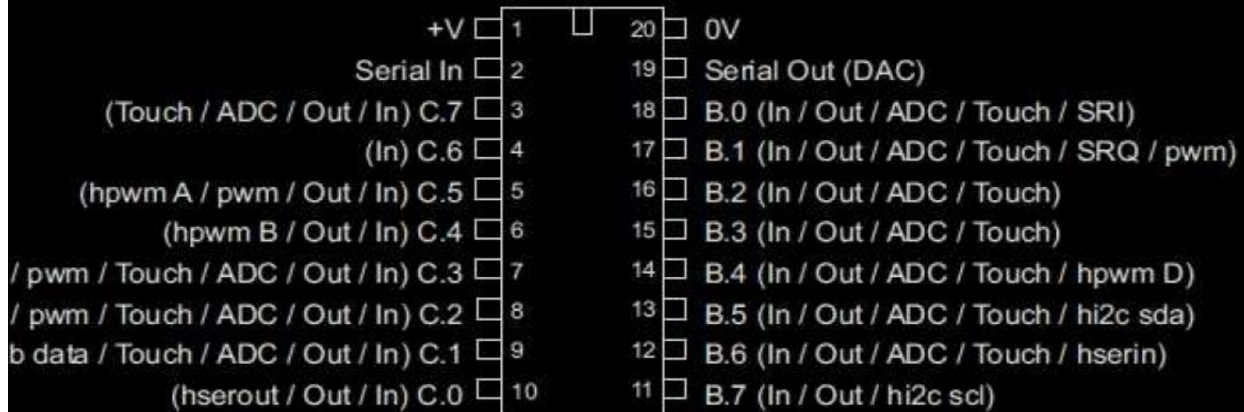 +V 1 20 0V
Serial In 2 19 Serial Out (DAC)
(Touch / ADC / Out / In) C.7 3 18 B.0 (In / Out / ADC / Touch / SRI)
(In) C.6 4 17 B.1 (In / Out / ADC / Touch / SRQ / pwm)
(hpwm A / pwm / Out / In) C.5 5 16 B.2 (In / Out / ADC / Touch)
(hpwm B / Out / In) C.4 6 15 B.3 (In / Out / ADC / Touch)
/ pwm / Touch / ADC / Out / In) C.3 7 14 B.4 (In / Out / ADC / Touch / hpwm D)
/ pwm / Touch / ADC / Out / In) C.2 8 13 B.5 (In / Out / ADC / Touch / hi2c sda)
b data / Touch / ADC / Out / In) C.1 9 12 B.6 (In / Out / ADC / Touch / hserin)
(hserout / Out / In) C.0 10 11 B.7 (In / Out / hi2c scl)